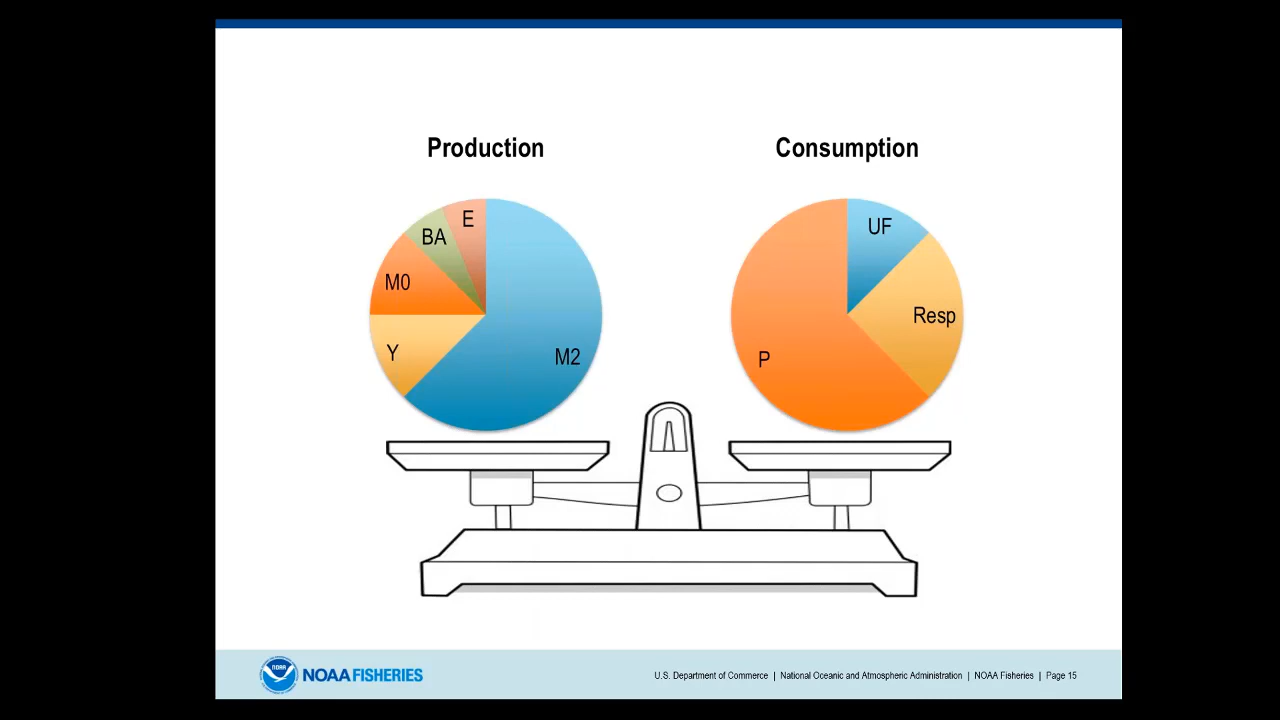 Production
Consumption
E
BA
M0
Y
M2
UF
Resp
P
NOAA
NOAA FISHERIES
U.S. Department of Commerce | National Oceanic and Atmospheric Administration | NOAA Fisheries | Page 15